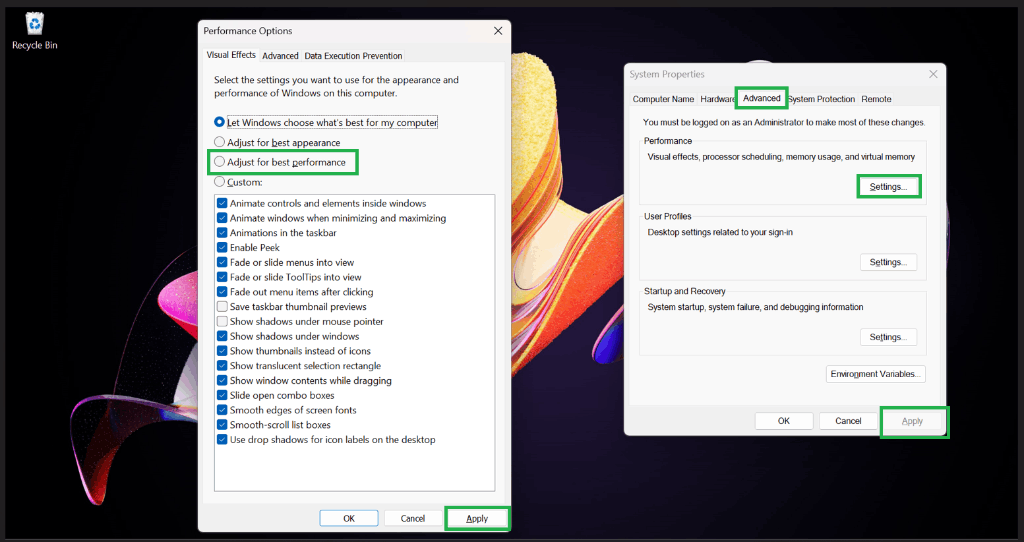 Recycle Bin
Performance Options
Visual Effects Advanced Data Execution Prevention
Select the settings you want to use for the appearance and
performance of Windows on this computer.
Let Windows choose what's best for my computer
Adjust for best appearance
Adjust for best performance
Custom:
Animate controls and elements inside windows
Animate windows when minimizing and maximizing
Animations in the taskbar
Enable Peek
Fade or slide menus into view
Fade or slide ToolTips into view
Fade out menu items after clicking
Save taskbar thumbnail previews
Show shadows under mouse pointer
Show shadows under windows
Show thumbnails instead of icons
Show translucent selection rectangle
Show window contents while dragging
Slide open combo boxes
Smooth edges of screen fonts
Smooth-scroll list boxes
Use drop shadows for icon labels on the desktop
OK Cancel Apply
System Properties
Computer Name Hardware Advanced System Protection Remote
You must be logged on as an Administrator to make most of these changes.
Performance
Visual effects, processor scheduling, memory usage, and virtual memory
Settings...
User Profiles
Desktop settings related to your sign-in
Settings...
Startup and Recovery
System startup, system failure, and debugging information
Settings...
Environment Variables...
OK Cancel Apply